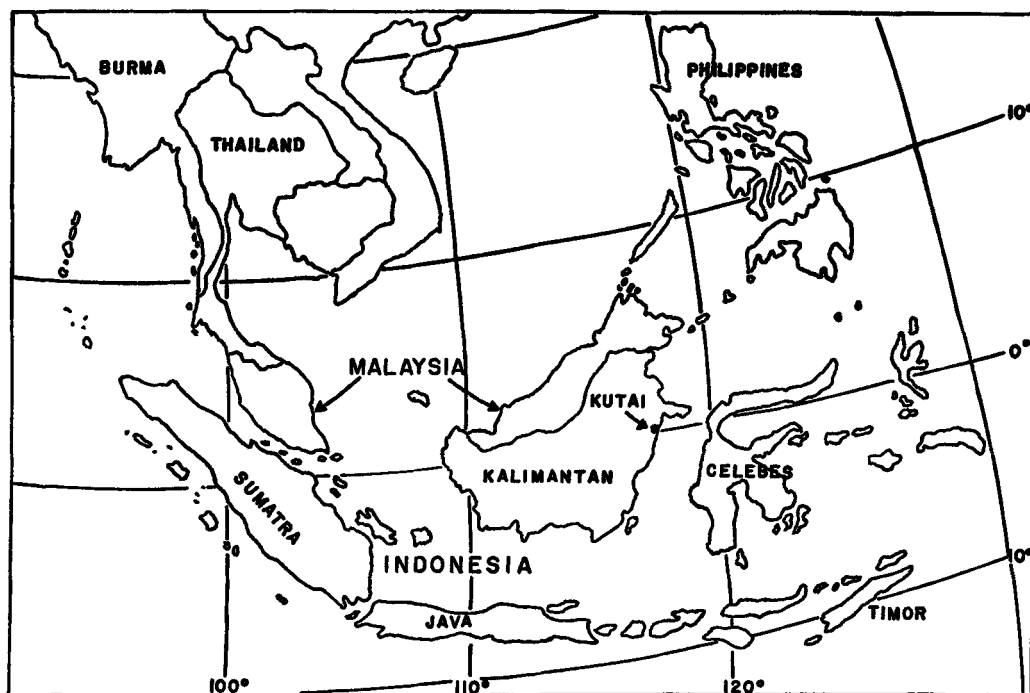 BURMA
PHILIPPINES
10°
THAILAND
0°
MALAYSIA
KUTAI
KALIMANTAN
CELEBES
SUMATRA
INDONESIA
10°
JAVA
TIMOR
100°
110°
120°